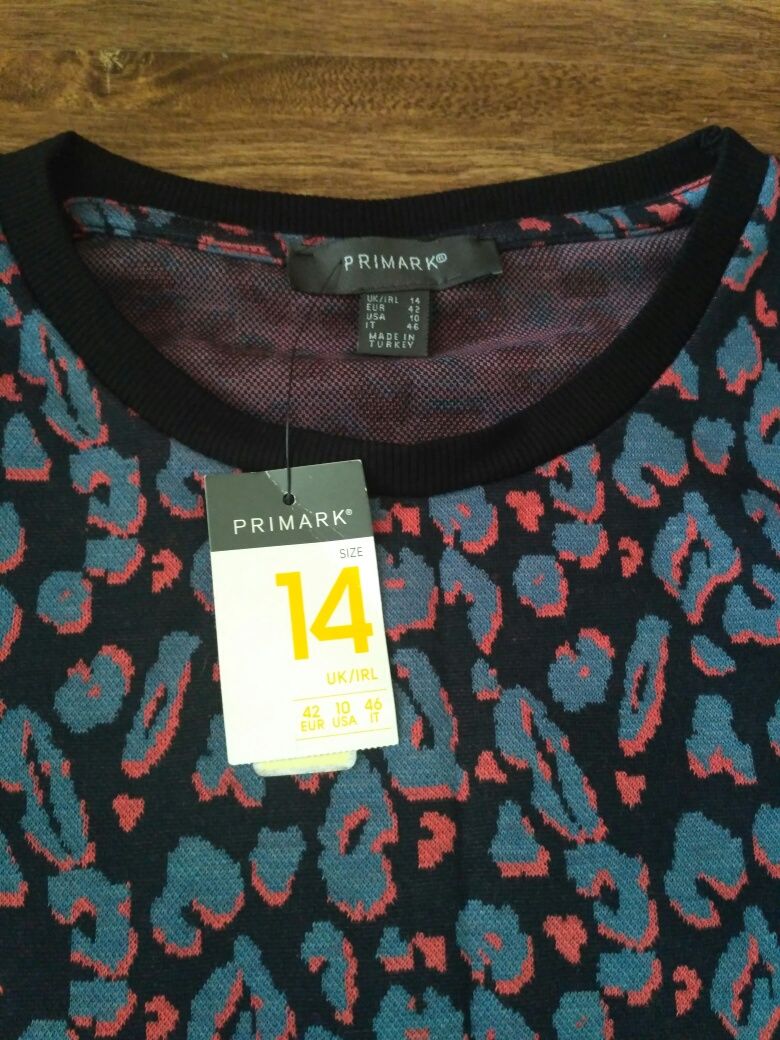 PRIMARK®
UK/IRL 14
EUR 42
USA 10
IT 46
MADE IN
TURKEY
PRIMARK®
SIZE
14
UK/IRL
42 10 46
EUR USA IT